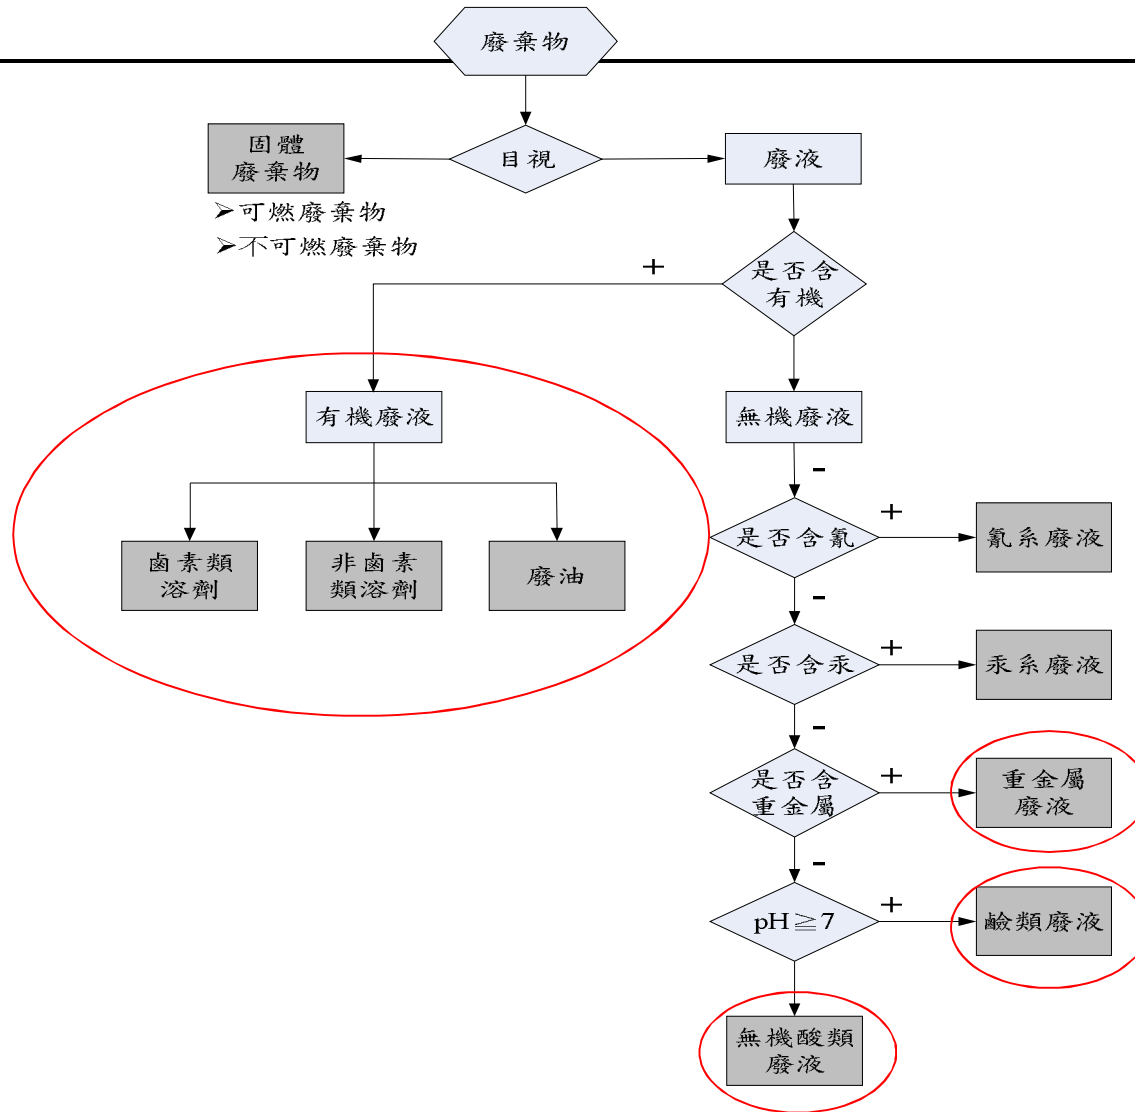 廢棄物
固體
廢棄物
目視
廢液
➢可燃廢棄物
➢不可燃廢棄物
+
是否含
有機
有機廢液
無機廢液
-
是否含氰
+
氰系廢液
鹵素類
溶劑
非鹵素
類溶劑
廢油
-
是否含汞
+
汞系廢液
-
是否含
重金屬
+
重金屬
廢液
-
pH≧7
+
鹼類廢液
無機酸類
廢液